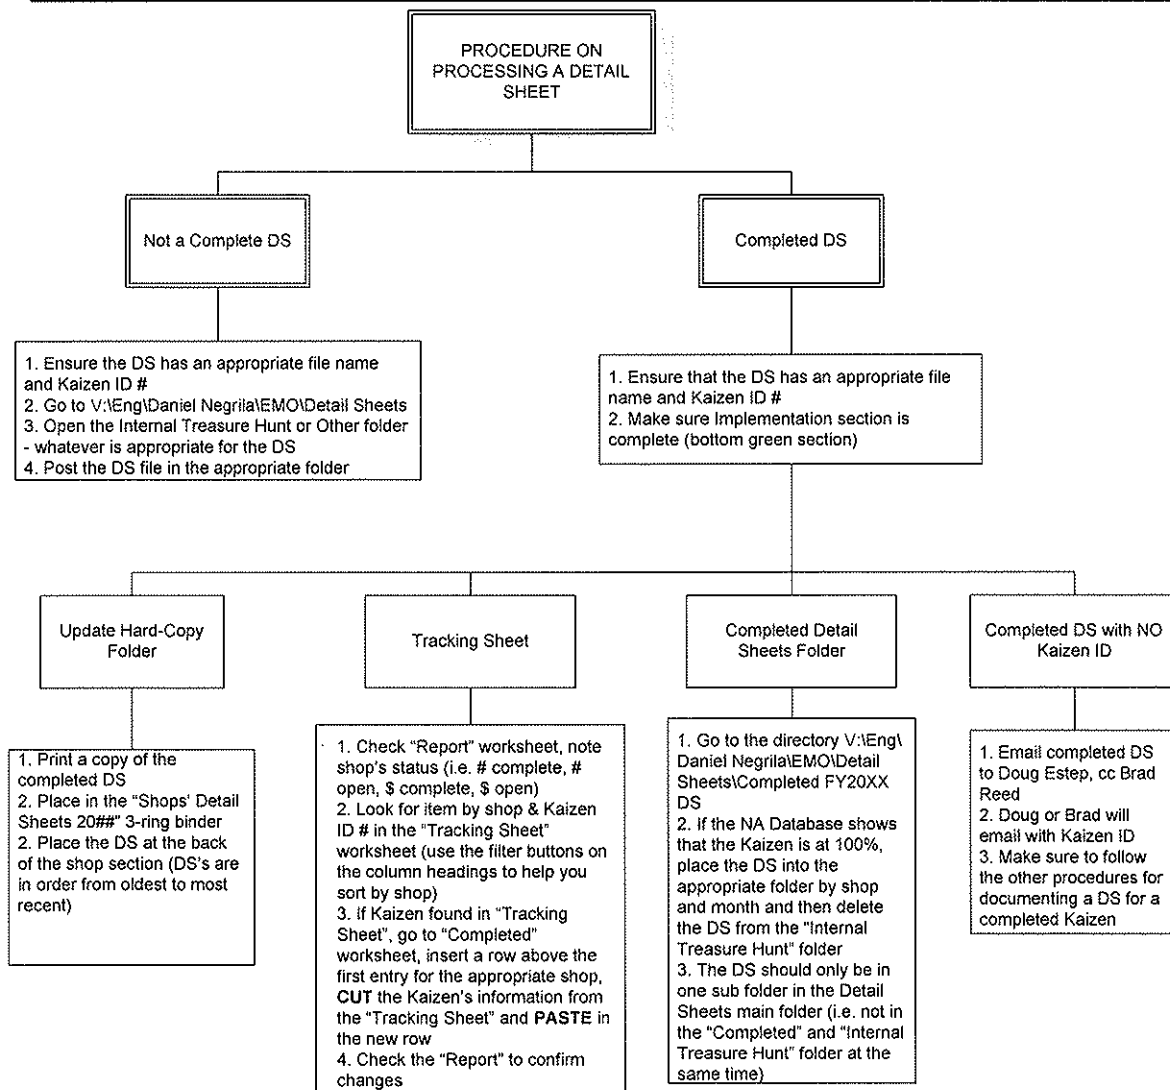 PROCEDURE ON
PROCESSING A DETAIL
SHEET
Not a Complete DS
Completed DS
1. Ensure the DS has an appropriate file name
and Kaizen ID #
2. Go to V:\Eng\Daniel Negrila\EMO\Detail Sheets
3. Open the Internal Treasure Hunt or Other folder
- whatever is appropriate for the DS
4. Post the DS file in the appropriate folder
1. Ensure that the DS has an appropriate file
name and Kaizen ID #
2. Make sure Implementation section is
complete (bottom green section)
Update Hard-Copy
Folder
Tracking Sheet
Completed Detail
Sheets Folder
Completed DS with NO
Kaizen ID
1. Print a copy of the
completed DS
2. Place in the "Shops' Detail
Sheets 20##" 3-ring binder
2. Place the DS at the back
of the shop section (DS's are
in order from oldest to most
recent)
1. Check "Report" worksheet, note
shop's status (i.e. # complete, #
open, $ complete, $ open)
2. Look for item by shop & Kaizen
ID # in the "Tracking Sheet"
worksheet (use the filter buttons on
the column headings to help you
sort by shop)
3. If Kaizen found in "Tracking
Sheet", go to "Completed"
worksheet, insert a row above the
first entry for the appropriate shop,
CUT the Kaizen's information from
the "Tracking Sheet" and PASTE in
the new row
4. Check the "Report" to confirm
changes
1. Go to the directory V:\Eng\
Daniel Negrila\EMO\Detail
Sheets\Completed FY20XX
DS
2. If the NA Database shows
that the Kaizen is at 100%,
place the DS into the
appropriate folder by shop
and month and then delete
the DS from the "Internal
Treasure Hunt" folder
3. The DS should only be in
one sub folder in the Detail
Sheets main folder (i.e. not in
the "Completed" and "Internal
Treasure Hunt" folder at the
same time)
1. Email completed DS
to Doug Estep, cc Brad
Reed
2. Doug or Brad will
email with Kaizen ID
3. Make sure to follow
the other procedures for
documenting a DS for a
completed Kaizen